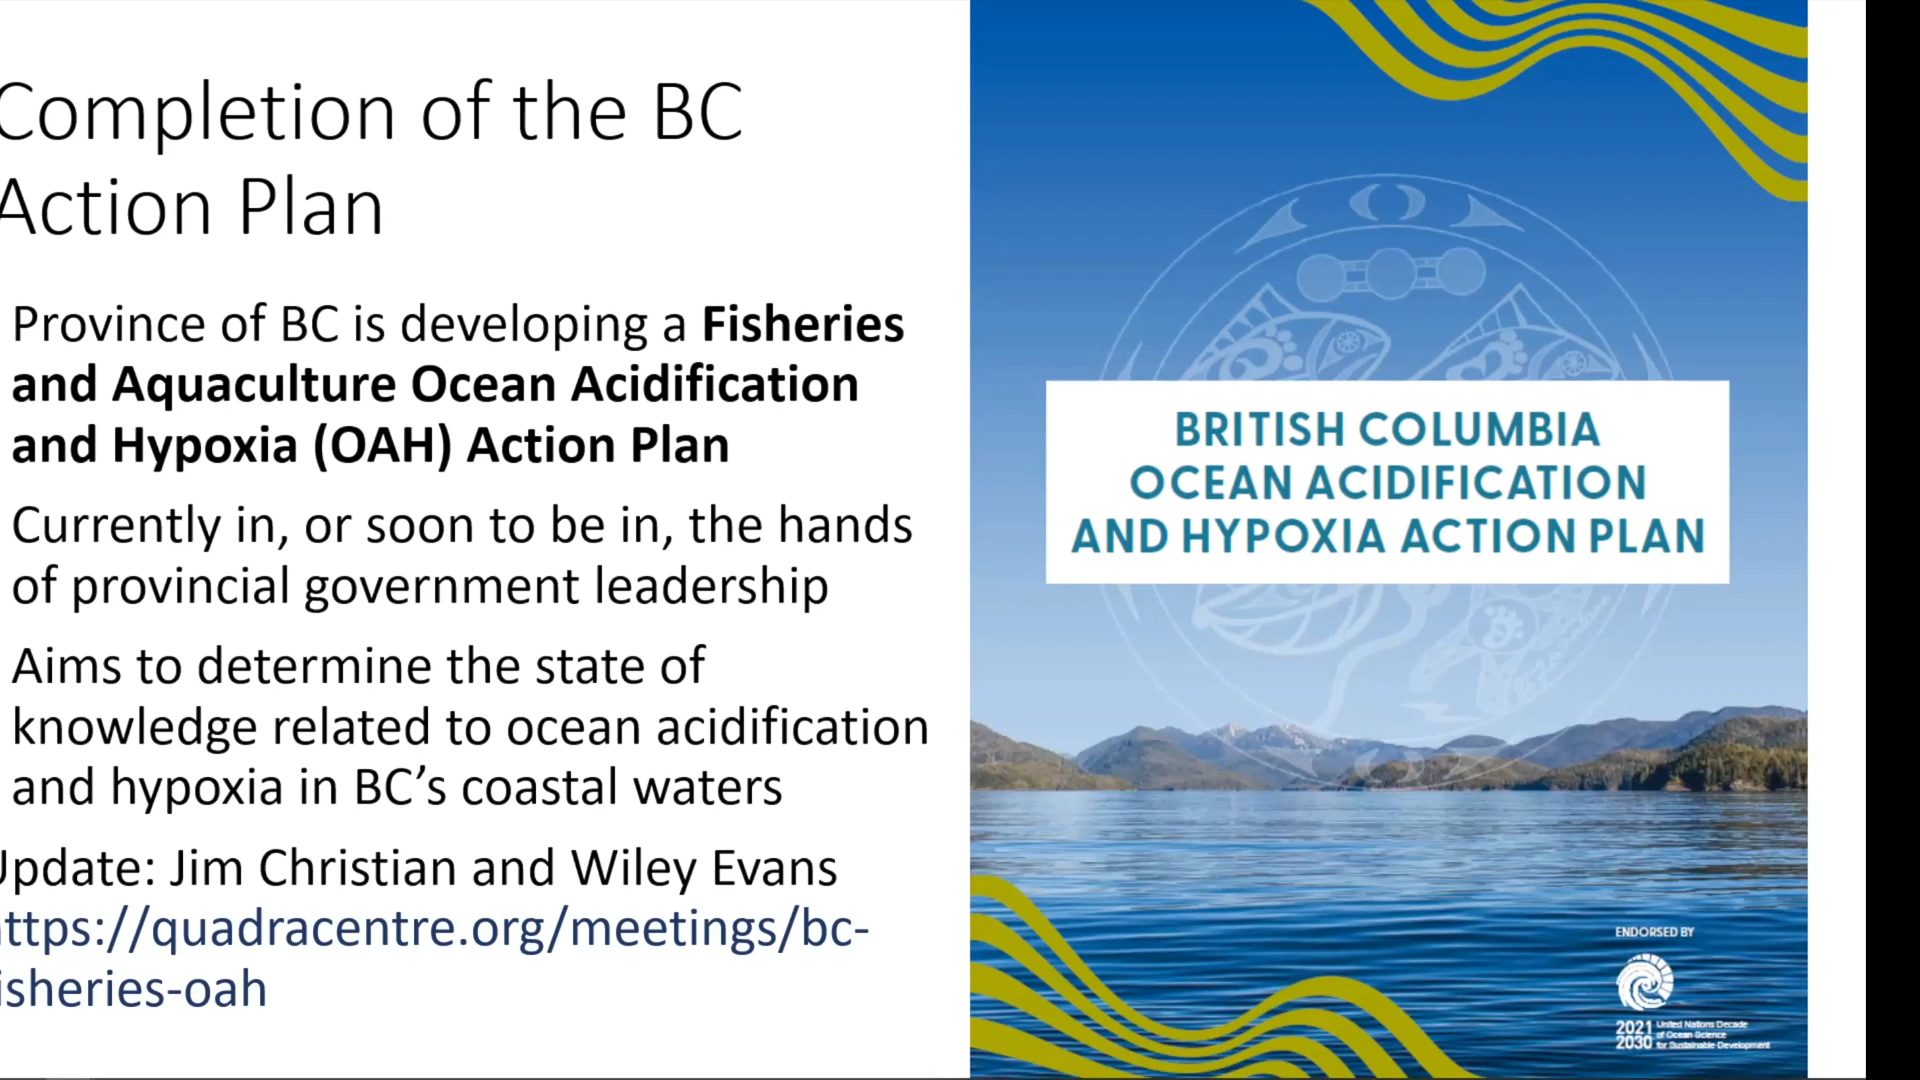 Completion of the BC
Action Plan
Province of BC is developing a Fisheries
and Aquaculture Ocean Acidification
and Hypoxia (OAH) Action Plan
Currently in, or soon to be in, the hands
of provincial government leadership
Aims to determine the state of
knowledge related to ocean acidification
and hypoxia in BC’s coastal waters
Update: Jim Christian and Wiley Evans
https://quadracentre.org/meetings/bc-
fisheries-oah
BRITISH COLUMBIA
OCEAN ACIDIFICATION
AND HYPOXIA ACTION PLAN
ENDORSED BY
2021
2030
United Nations Decade
of Ocean Science
for Sustainable Development